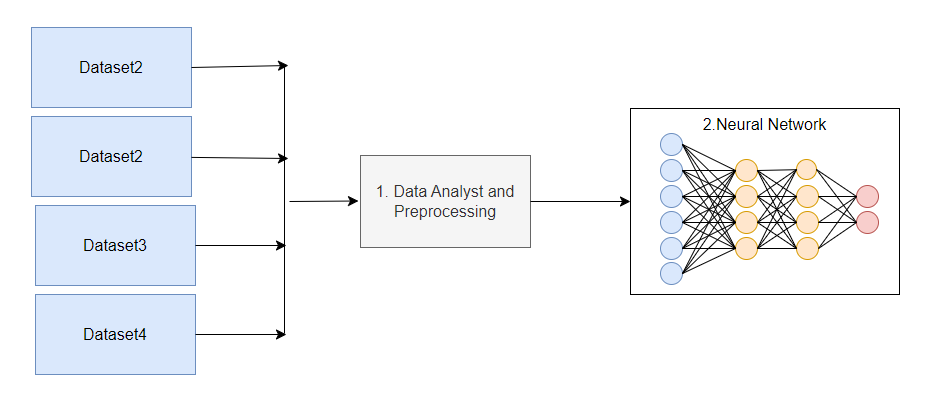 Dataset2
Dataset2
Dataset3
Dataset4
1. Data Analyst and
Preprocessing
2.Neural Network